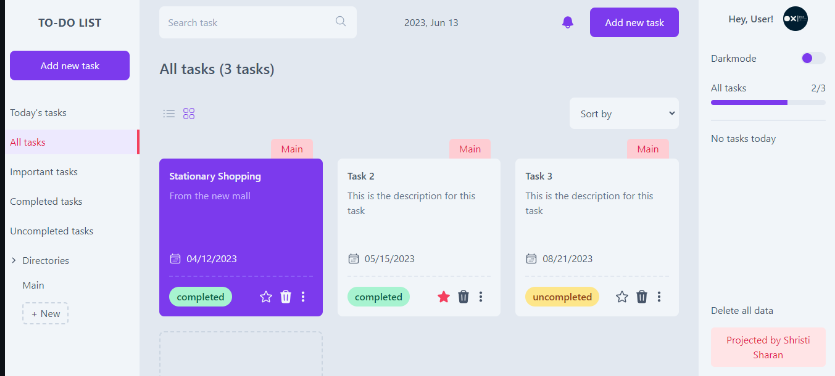 TO-DO LIST
Add new task
Today's tasks
All tasks
Important tasks
Completed tasks
Uncompleted tasks
Directories
Main
+ New
Search task
2023, Jun 13
Add new task
All tasks (3 tasks)
Sort by
Main
Stationary Shopping
From the new mall
04/12/2023
completed
Main
Task 2
This is the description for this
task
05/15/2023
completed
Main
Task 3
This is the description for this
task
08/21/2023
uncompleted
Hey, User!
Darkmode
All tasks
2/3
No tasks today
Delete all data
Projected by Shristi
Sharan